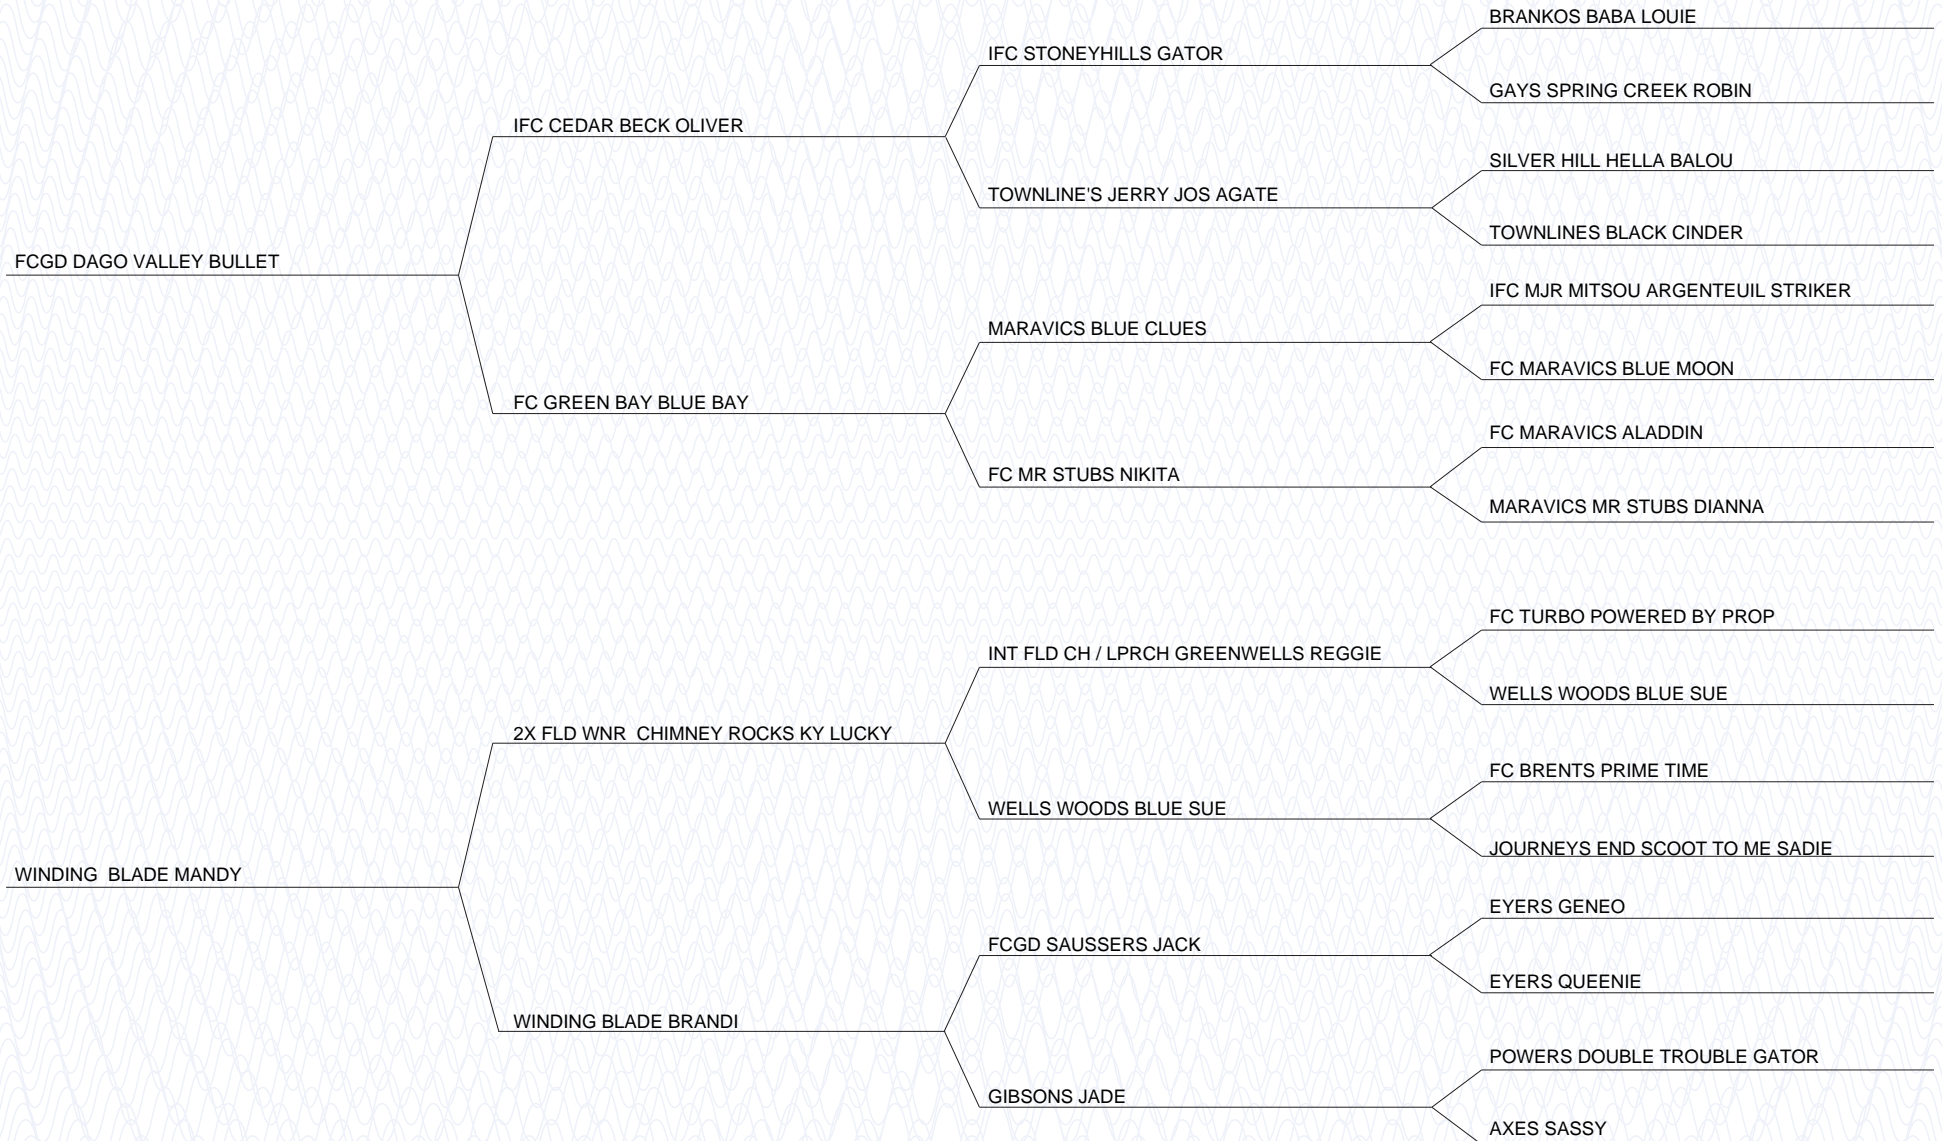 BRANKOS BABA LOUIE
IFC STONEYHILLS GATOR
GAYS SPRING CREEK ROBIN
IFC CEDAR BECK OLIVER
SILVER HILL HELLA BALOU
TOWNLINE'S JERRY JOS AGATE
TOWNLINES BLACK CINDER
FCGD DAGO VALLEY BULLET
IFC MJR MITSOU ARGENTEUIL STRIKER
MARAVICS BLUE CLUES
FC MARAVICS BLUE MOON
FC GREEN BAY BLUE BAY
FC MARAVICS ALADDIN
FC MR STUBS NIKITA
MARAVICS MR STUBS DIANNA
FC TURBO POWERED BY PROP
INT FLD CH / LPRCH GREENWELLS REGGIE
WELLS WOODS BLUE SUE
2X FLD WNR  CHIMNEY ROCKS KY LUCKY
FC BRENTS PRIME TIME
WELLS WOODS BLUE SUE
JOURNEYS END SCOOT TO ME SADIE
WINDING  BLADE MANDY
EYERS GENEO
FCGD SAUSSERS JACK
EYERS QUEENIE
WINDING BLADE BRANDI
POWERS DOUBLE TROUBLE GATOR
GIBSONS JADE
AXES SASSY